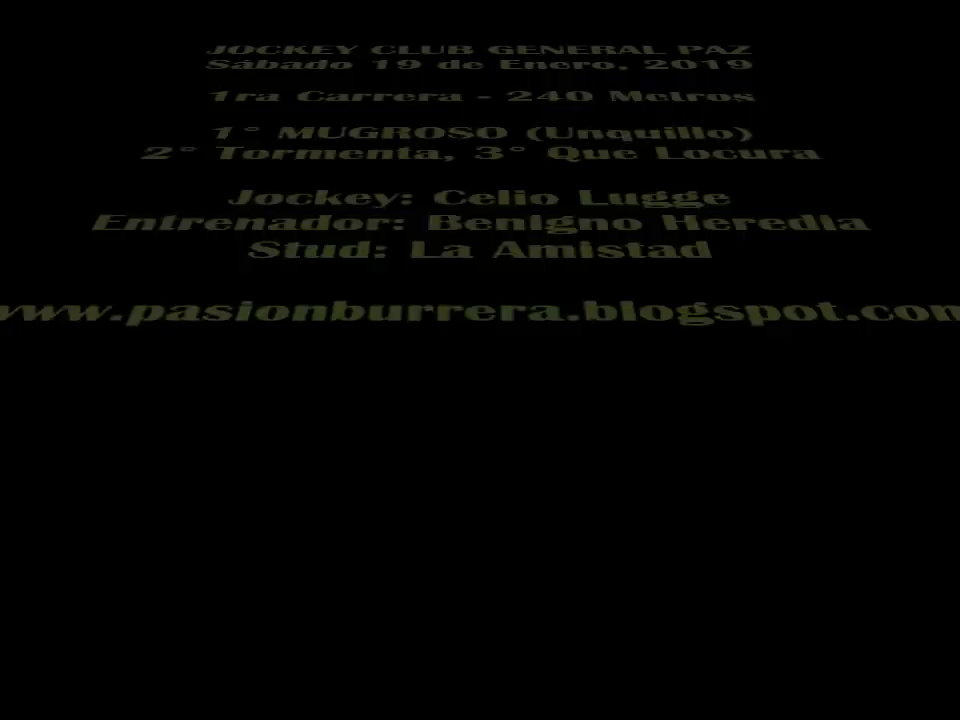 JOCKEY CLUB GENERAL PAZ
Sábado 19 de Enero, 2019
1ra Carrera - 240 Metros
1° MUGROSO (Unquillo)
2° Tormenta, 3° Que Locura
Jockey: Celio Lugge
Entrenador: Benigno Heredia
Stud: La Amistad
www.pasionburrera.blogspot.com